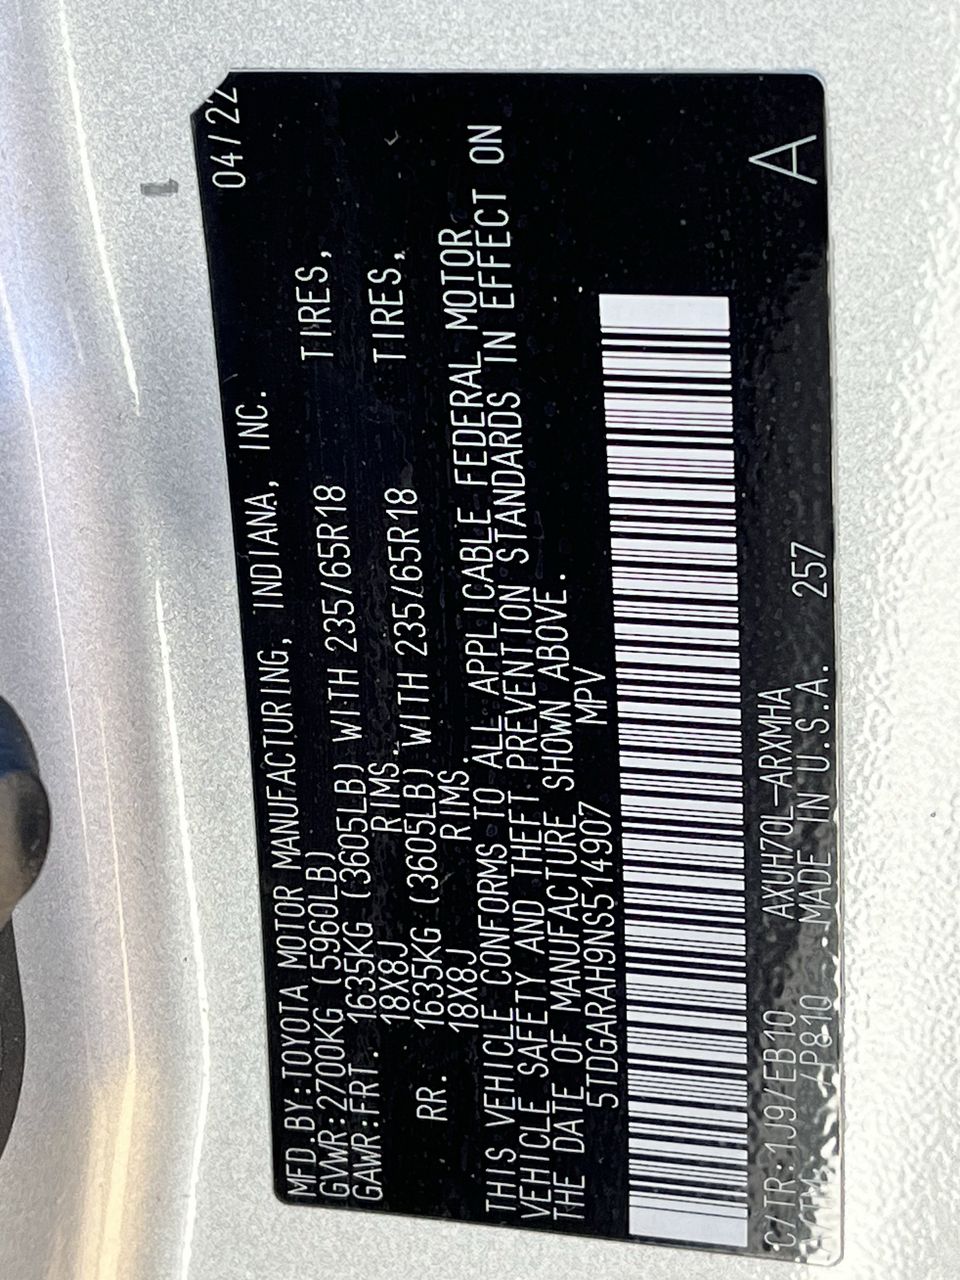 MFD.BY:TOYOTA MOTOR MANUFACTURING, INDIANA, INC. 04/22
GVWR:2700KG (5960LB)
GAWR:FRT. 1635KG (3605LB) WITH 235/65R18 TIRES,
18X8J RIMS.
RR. 1635KG (3605LB) WITH 235/65R18 TIRES,
18X8J RIMS.
THIS VEHICLE CONFORMS TO ALL APPLICABLE FEDERAL MOTOR
VEHICLE SAFETY AND THEFT PREVENTION STANDARDS IN EFFECT ON
THE DATE OF MANUFACTURE SHOWN ABOVE.
5TDGARAH9NS514907 MPV
C/TR:1J9/EB10 AXUH70L-ARXMHA A
/P810 MADE IN U.S.A. 257